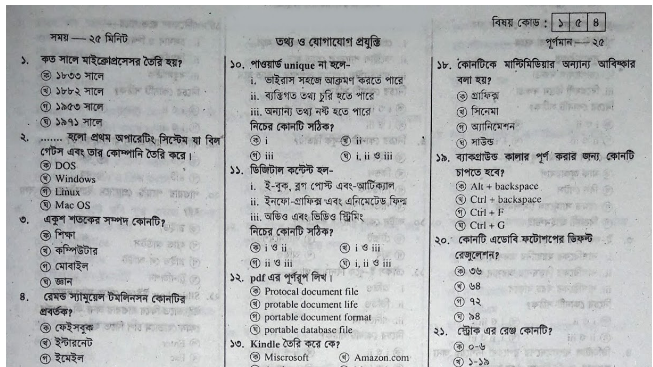 বিষয় কোড : ১ ৫ ৪
সময় — ২৫ মিনিট
তথ্য ও যোগাযোগ প্রযুক্তি
পূর্ণমান — ২৫
১. কত সালে মাইক্রোপ্রসেসর তৈরি হয়?
ক ১৮৩৩ সালে
খ ১৮৮২ সালে
গ ১৯৫৩ সালে
ঘ ১৯৭১ সালে
২. ....... হলো প্রথম অপারেটিং সিস্টেম যা বিল
গেটস এবং তার কোম্পানি তৈরি করে।
ক DOS
খ Windows
গ Linux
ঘ Mac OS
৩. একুশ শতকের সম্পদ কোনটি?
ক শিক্ষা
খ কম্পিউটার
গ মোবাইল
ঘ জ্ঞান
৪. রেমন্ড স্যামুয়েল টমলিনসন কোনটির
প্রবর্তক?
ক ফেইসবুক
খ ইন্টারনেট
গ ইমেইল
১০. পাওয়ার্ড unique না হলে-
i. ভাইরাস সহজে আক্রমণ করতে পারে
ii. ব্যক্তিগত তথ্য চুরি হতে পারে
iii. অন্যান্য তথ্য নষ্ট হতে পারে
নিচের কোনটি সঠিক?
ক i খ ii
গ iii ঘ i, ii ও iii
১১. ডিজিটাল কন্টেন্ট হল-
i. ই-বুক, ব্লগ পোস্ট এবং-আর্টিক্যাল
ii. ইনফো-গ্রাফিক্স এবং এনিমেটেড ফিল্ম
iii. অডিও এবং ভিডিও স্ট্রিমিং
নিচের কোনটি সঠিক?
ক i ও ii খ i ও iii
গ ii ও iii ঘ i, ii ও iii
১২. pdf এর পূর্ণরূপ লিখ।
ক Protocal document file
খ protable document life
গ portable document format
ঘ portable database file
১৩. Kindle তৈরি করে কে?
ক Miscrosoft খ Amazon.com
১৮. কোনটিকে মাল্টিমিডিয়ার অন্যান্য আবিষ্কার
বলা হয়?
ক গ্রাফিক্স
খ সিনেমা
গ অ্যানিমেশন
ঘ সাউন্ড
১৯. ব্যাকগ্রাউন্ড কালার পূর্ণ করার জন্য কোনটি
চাপতে হবে?
ক Alt + backspace
খ Ctrl + backspace
গ Ctrl + F
ঘ Ctrl + G
২০. কোনটি এডোবি ফটোশপের ডিফল্ট
রেজুলেশন?
ক ৩৬
খ ৬৪
গ ৭২
ঘ ৯৪
২১. স্ট্রোক এর রেঞ্জ কোনটি?
ক ০-৬
খ ১-১৯